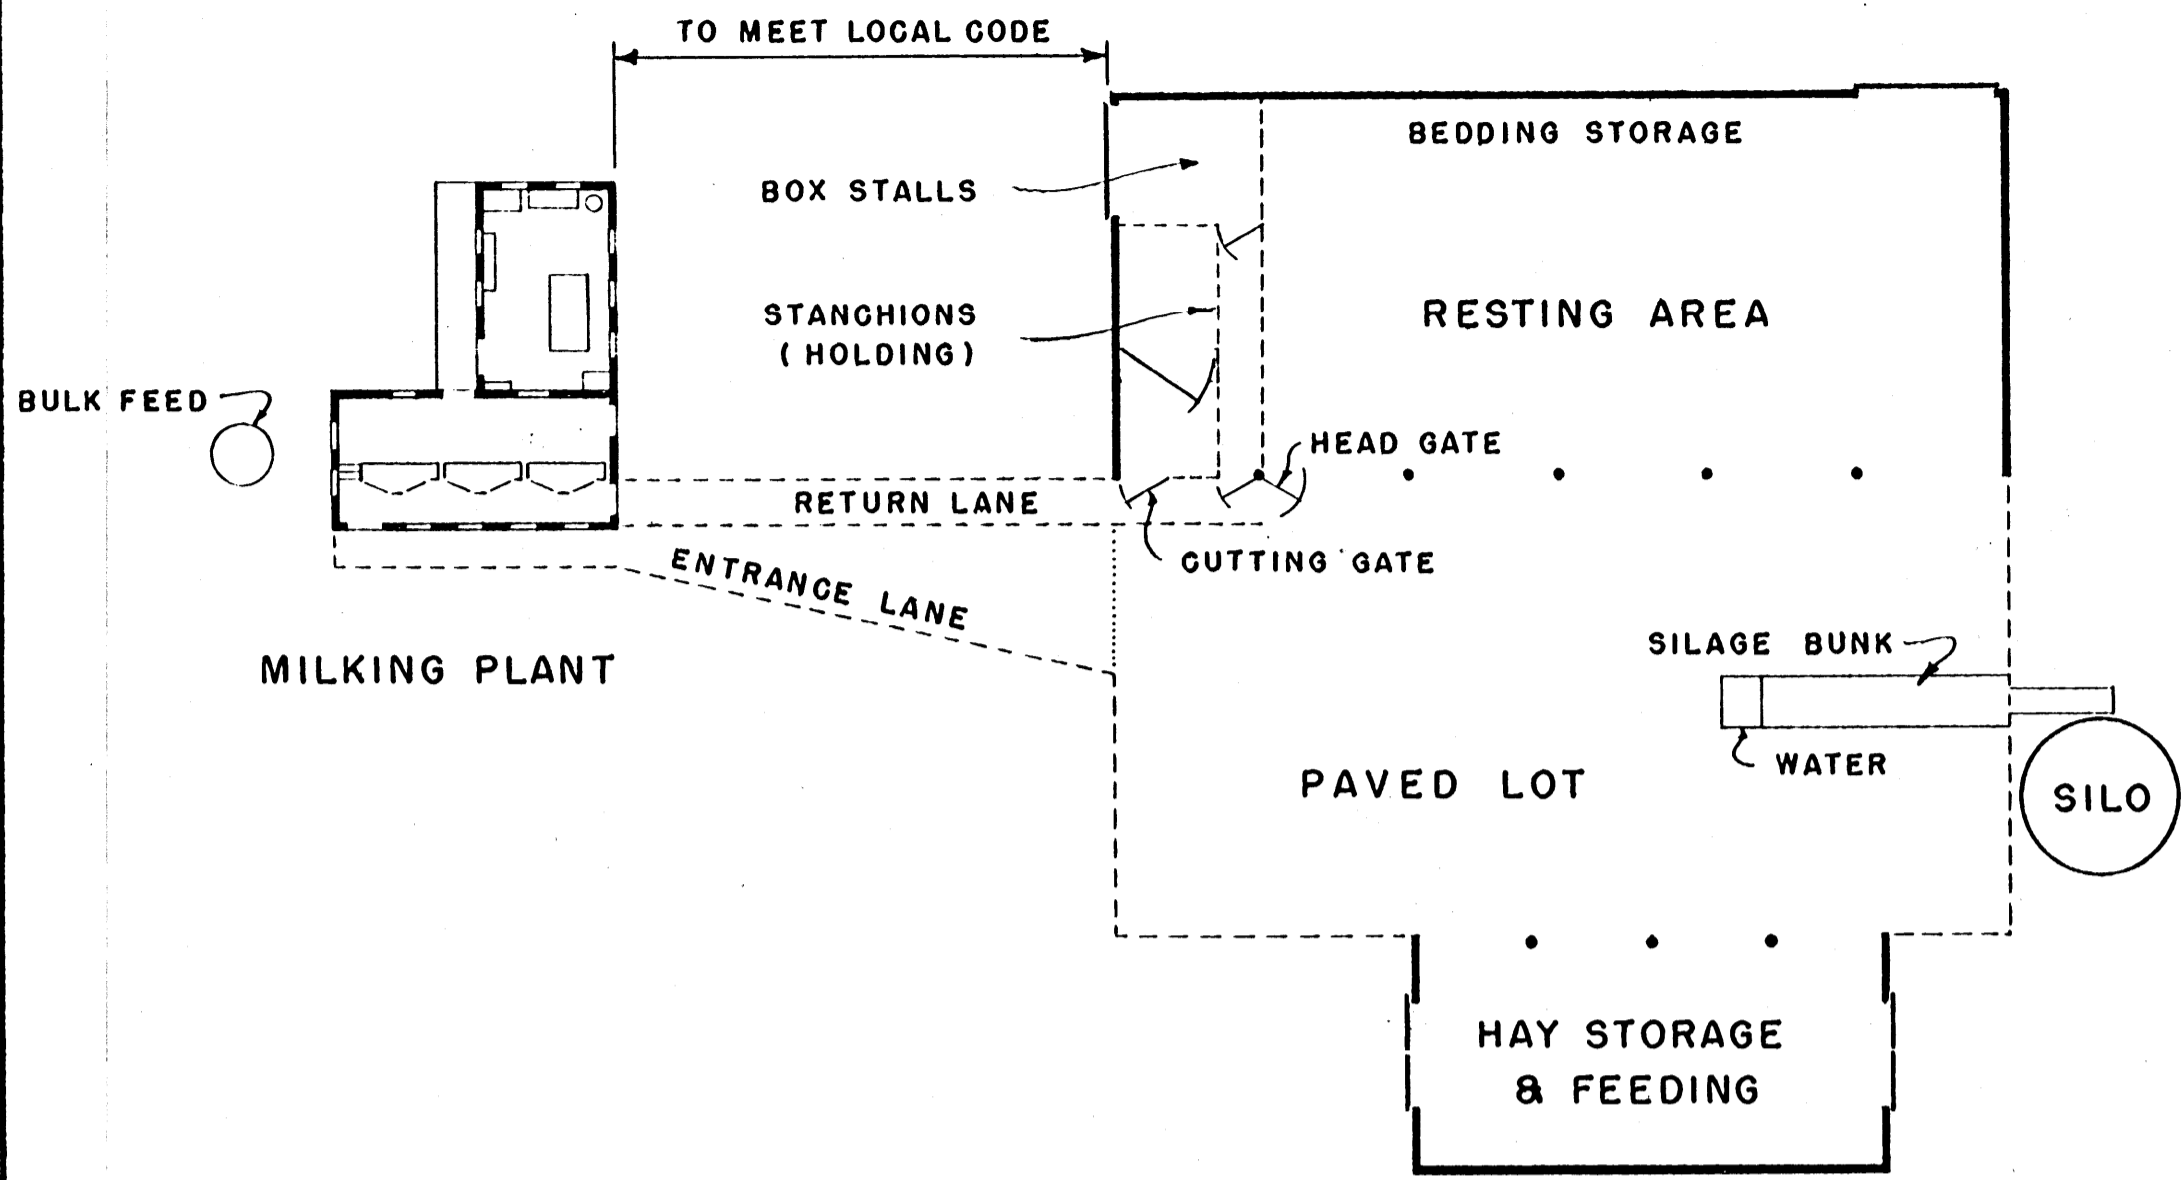 TO MEET LOCAL CODE
BEDDING STORAGE
BOX STALLS
STANCHIONS
(HOLDING)
RESTING AREA
BULK FEED
HEAD GATE
RETURN LANE
CUTTING GATE
ENTRANCE LANE
MILKING PLANT
SILAGE BUNK
WATER
PAVED LOT
SILO
HAY STORAGE
& FEEDING